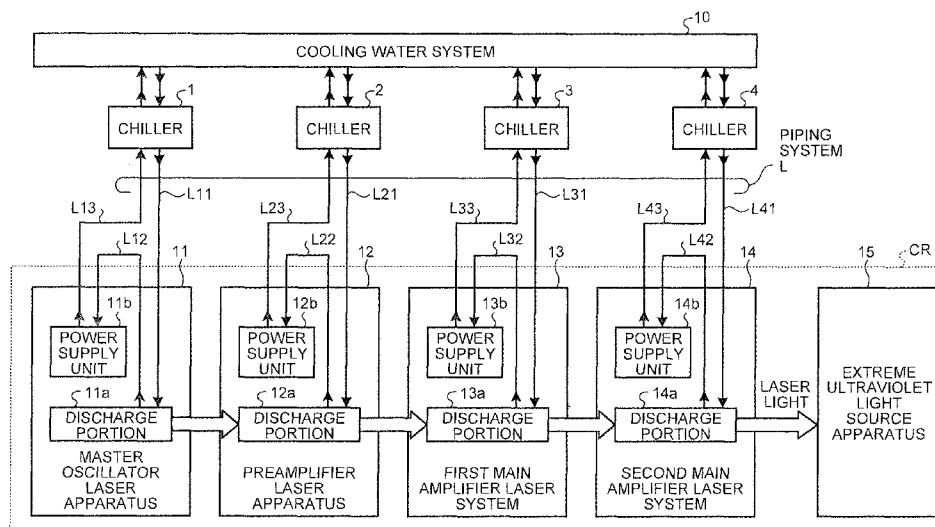 10
COOLING WATER SYSTEM
1
2
3
4
CHILLER
CHILLER
CHILLER
CHILLER
PIPING
SYSTEM
L
L11
L21
L31
L41
L13
L23
L33
L43
L12
L22
L32
L42
11
12
13
14
15
CR
11b
12b
13b
14b
POWER
SUPPLY
UNIT
POWER
SUPPLY
UNIT
POWER
SUPPLY
UNIT
POWER
SUPPLY
UNIT
11a
12a
13a
14a
DISCHARGE
PORTION
DISCHARGE
PORTION
DISCHARGE
PORTION
DISCHARGE
PORTION
LASER
LIGHT
EXTREME
ULTRAVIOLET
LIGHT
SOURCE
APPARATUS
MASTER
OSCILLATOR
LASER
APPARATUS
PREAMPLIFIER
LASER
APPARATUS
FIRST MAIN
AMPLIFIER LASER
SYSTEM
SECOND MAIN
AMPLIFIER LASER
SYSTEM